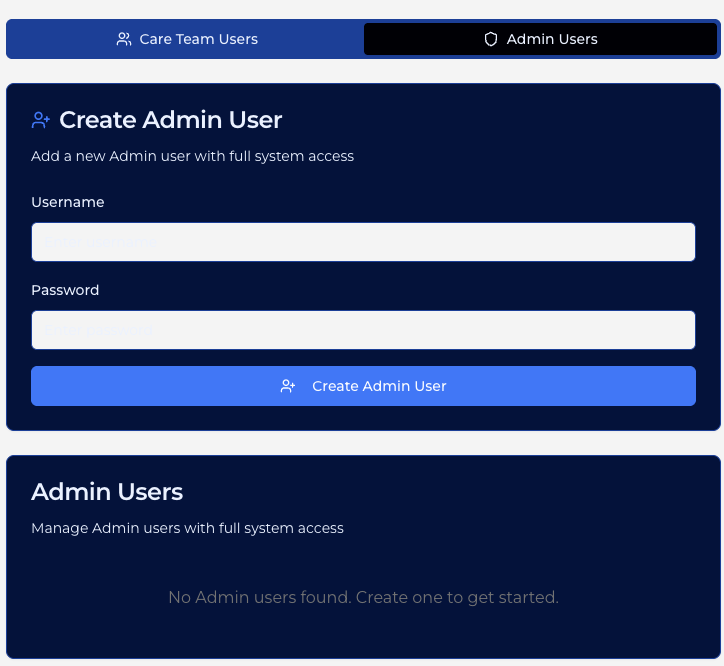 Care Team Users
Admin Users
Create Admin User
Add a new Admin user with full system access
Username
Password
Create Admin User
Admin Users
Manage Admin users with full system access
No Admin users found. Create one to get started.